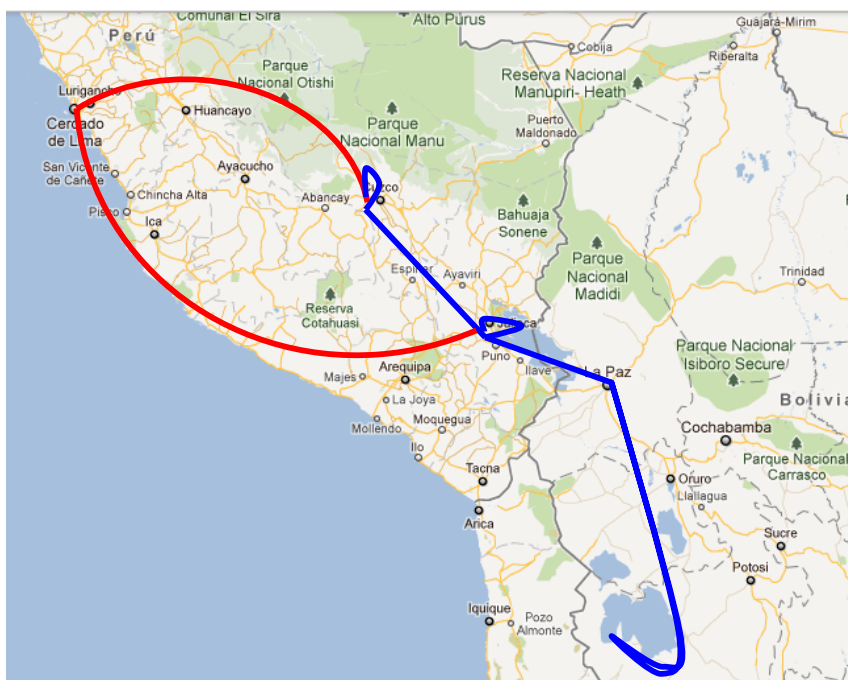 Comunal El Sira
Alto Purus
Guajará-Mirim
Perú
Cobija
Riberalta
Parque
Nacional Otishi
Reserva Nacional
Manupiri- Heath
Lurigancho
Huancayo
Cercado
de Lima
Parque
Nacional Manu
Puerto
Maldonado
San Vicente
de Cañete
Ayacucho
Cuzco
Chincha Alta
Abancay
Pisco
Ica
Bahuaja
Sonene
Parque
Nacional
Madidi
Trinidad
Espinar
Ayaviri
Reserva
Cotahuasi
Juliaca
Puno
Ilave
Parque Nacional
Isiboro Secure
La Paz
Arequipa
Majes
La Joya
Bolivia
Mollendo
Moquegua
Cochabamba
Ilo
Parque Nacional
Carrasco
Tacna
Oruro
Llallagua
Arica
Sucre
Potosi
Iquique
Pozo
Almonte